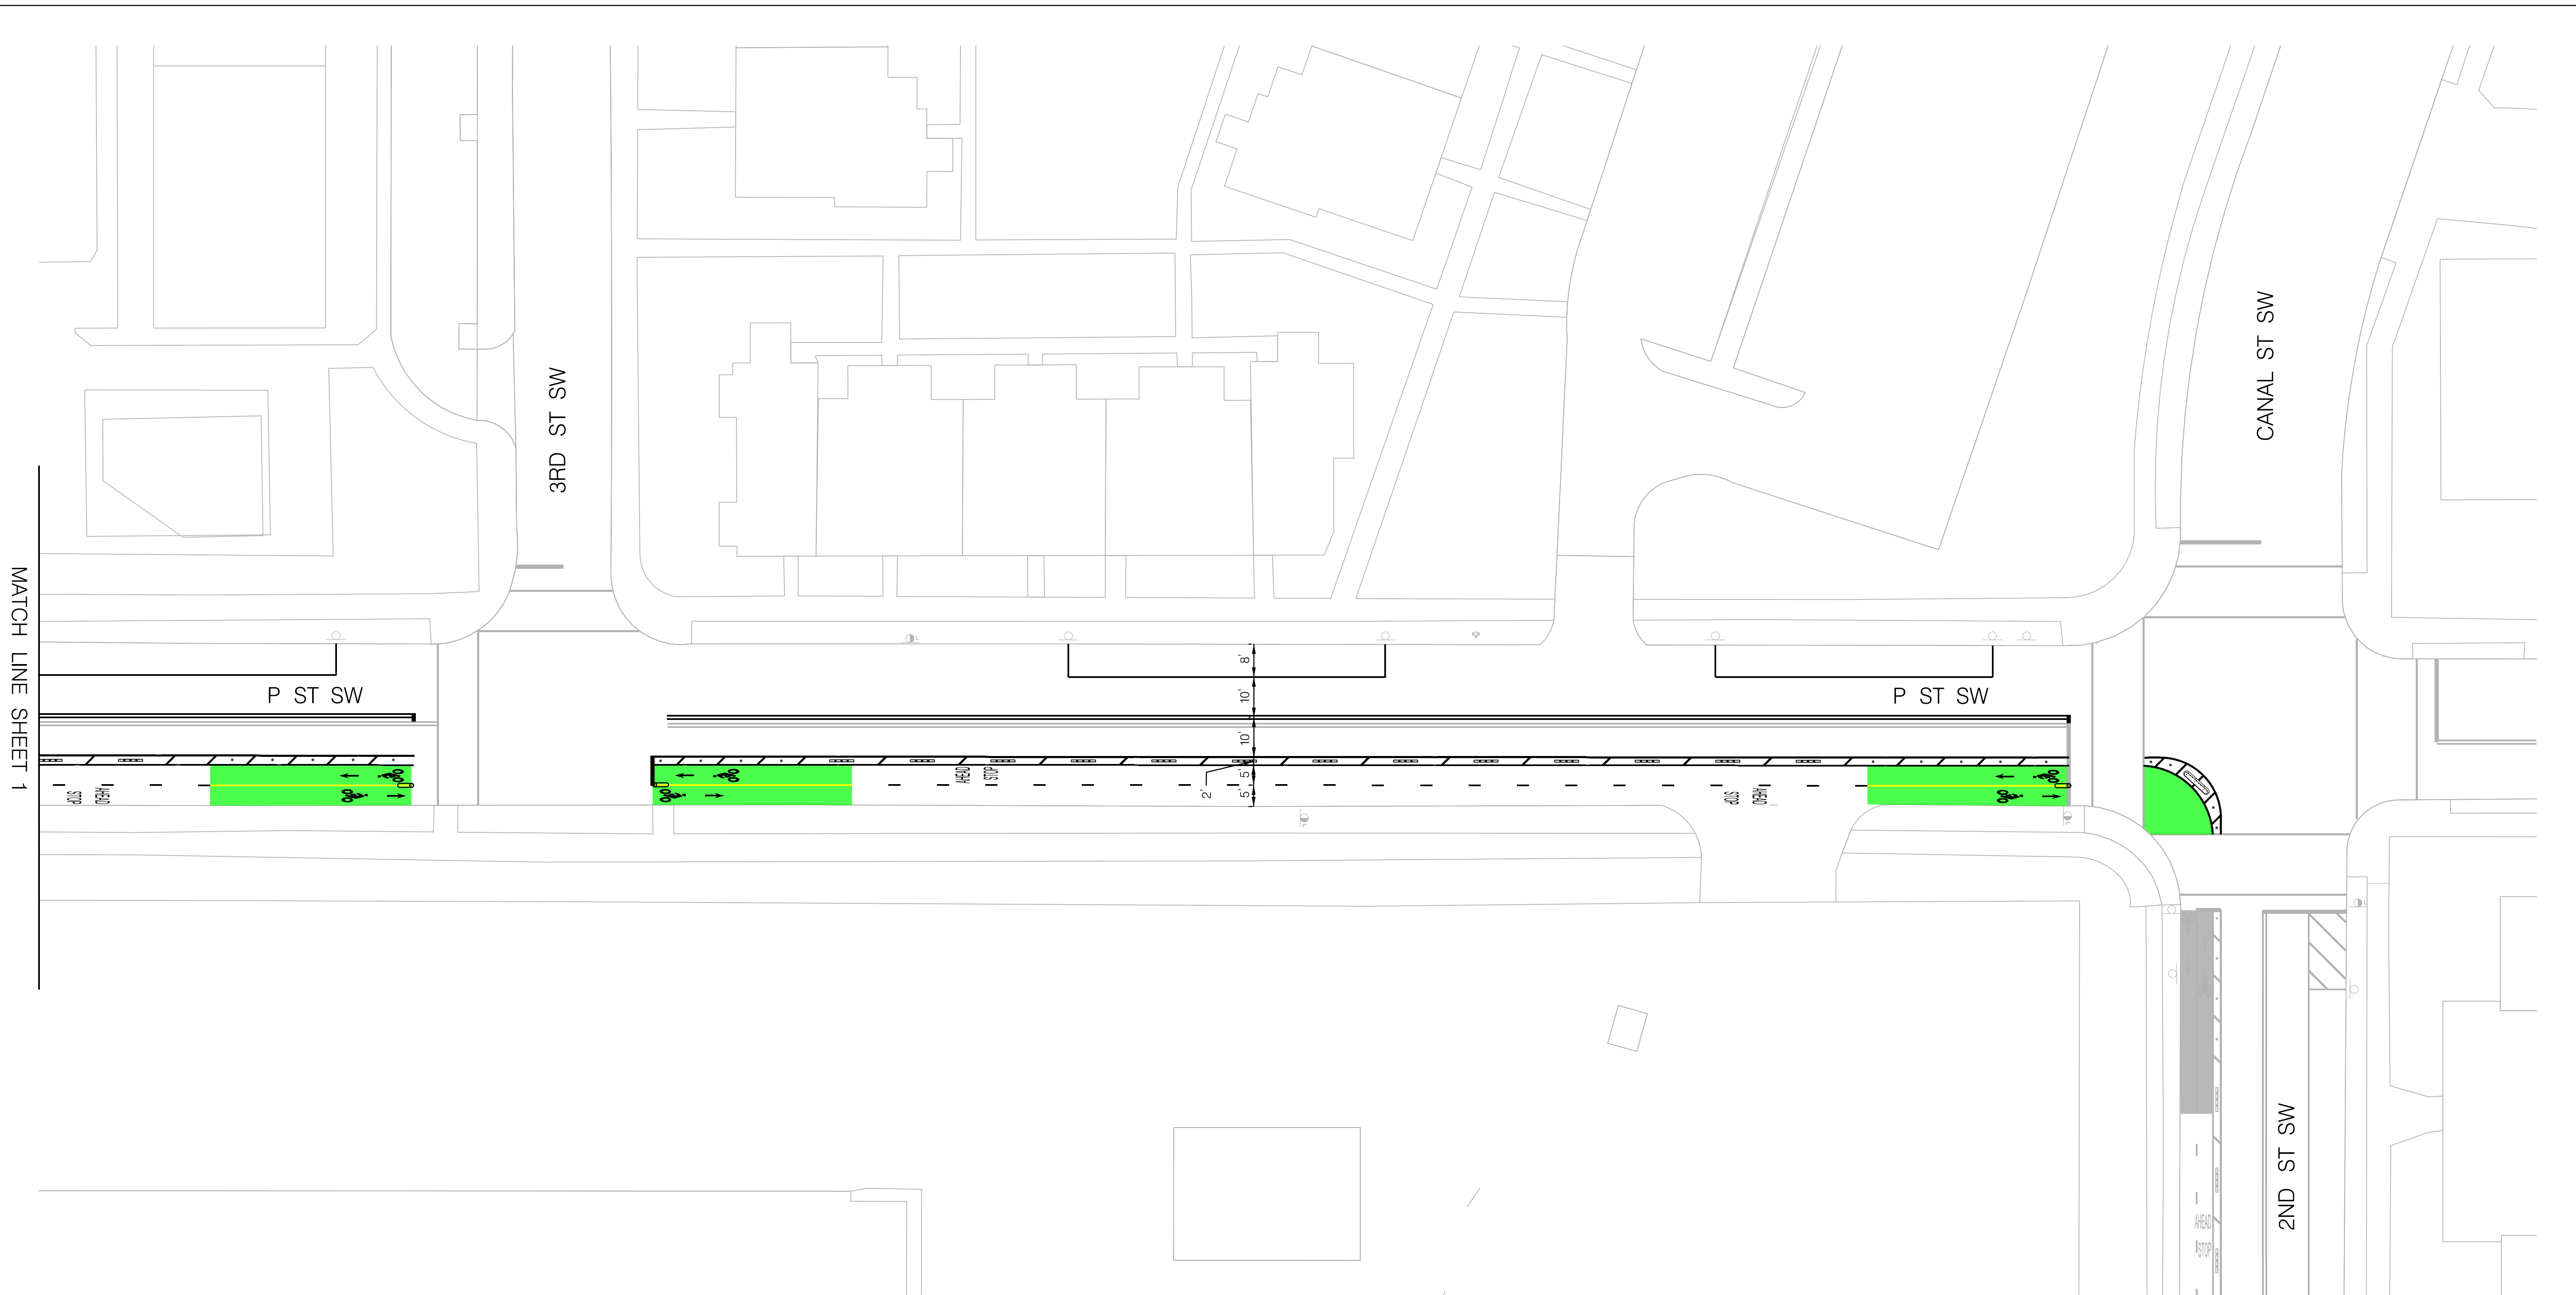 3RD ST SW
CANAL ST SW
MATCH LINE SHEET 1
P ST SW
P ST SW
8'
10'
10'
5'
2'
5'
AHEAD
STOP
STOP
AHEAD
STOP
AHEAD
2ND ST SW
AHEAD
STOP